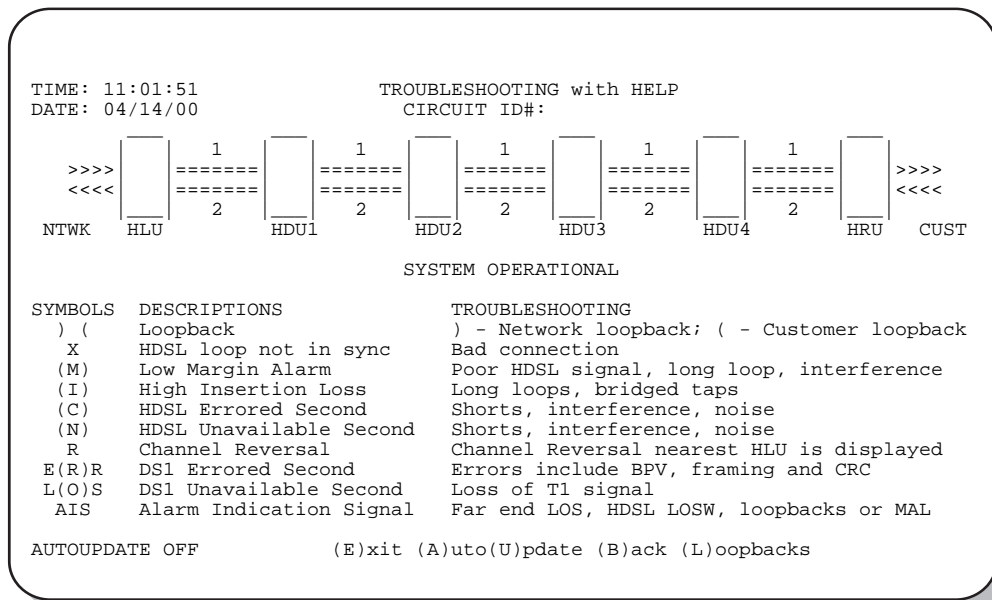 TIME: 11:01:51                  TROUBLESHOOTING with HELP
DATE: 04/14/00                    CIRCUIT ID#:
1 1 1 1 1
>>>> ======= ======= ======= ======= ======= >>>>
<<<< ======= ======= ======= ======= ======= <<<<
2 2 2 2 2
NTWK HLU HDU1 HDU2 HDU3 HDU4 HRU CUST
SYSTEM OPERATIONAL
SYMBOLS  DESCRIPTIONS             TROUBLESHOOTING
) (     Loopback                 ) - Network loopback; ( - Customer loopback
X      HDSL loop not in sync    Bad connection
(M)     Low Margin Alarm         Poor HDSL signal, long loop, interference
(I)     High Insertion Loss      Long loops, bridged taps
(C)     HDSL Errored Second      Shorts, interference, noise
(N)     HDSL Unavailable Second  Shorts, interference, noise
R      Channel Reversal         Channel Reversal nearest HLU is displayed
E(R)R    DS1 Errored Second       Errors include BPV, framing and CRC
L(O)S    DS1 Unavailable Second   Loss of T1 signal
AIS     Alarm Indication Signal  Far end LOS, HDSL LOSW, loopbacks or MAL
AUTOUPDATE OFF             (E)xit (A)uto(U)pdate (B)ack (L)oopbacks